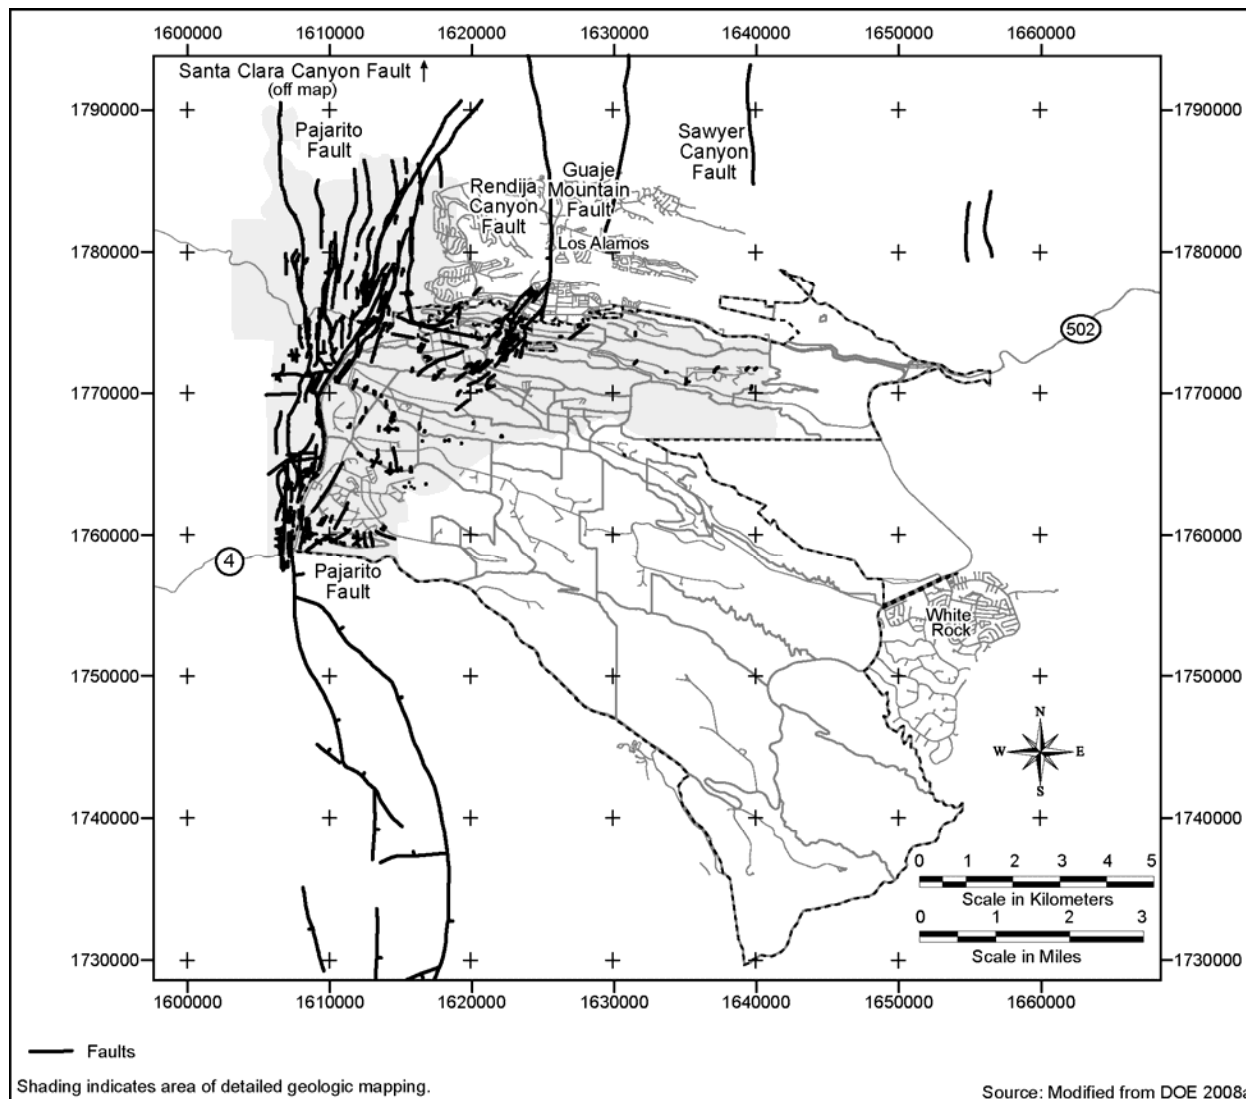 1600000 1610000 1620000 1630000 1640000 1650000 1660000
Santa Clara Canyon Fault
(off map)
1790000 1790000
Pajarito
Fault
Sawyer
Canyon
Fault
Guaje
Mountain
Fault
Rendija
Canyon
Fault
Los Alamos
1780000 1780000
502
1770000 1770000
1760000 1760000
4
Pajarito
Fault
White
Rock
1750000 1750000
N
W E
S
1740000 1740000
0 1 2 3 4 5
Scale in Kilometers
0 1 2 3
Scale in Miles
1730000 1730000
1600000 1610000 1620000 1630000 1640000 1650000 1660000
Faults
Shading indicates area of detailed geologic mapping.
Source: Modified from DOE 2008a